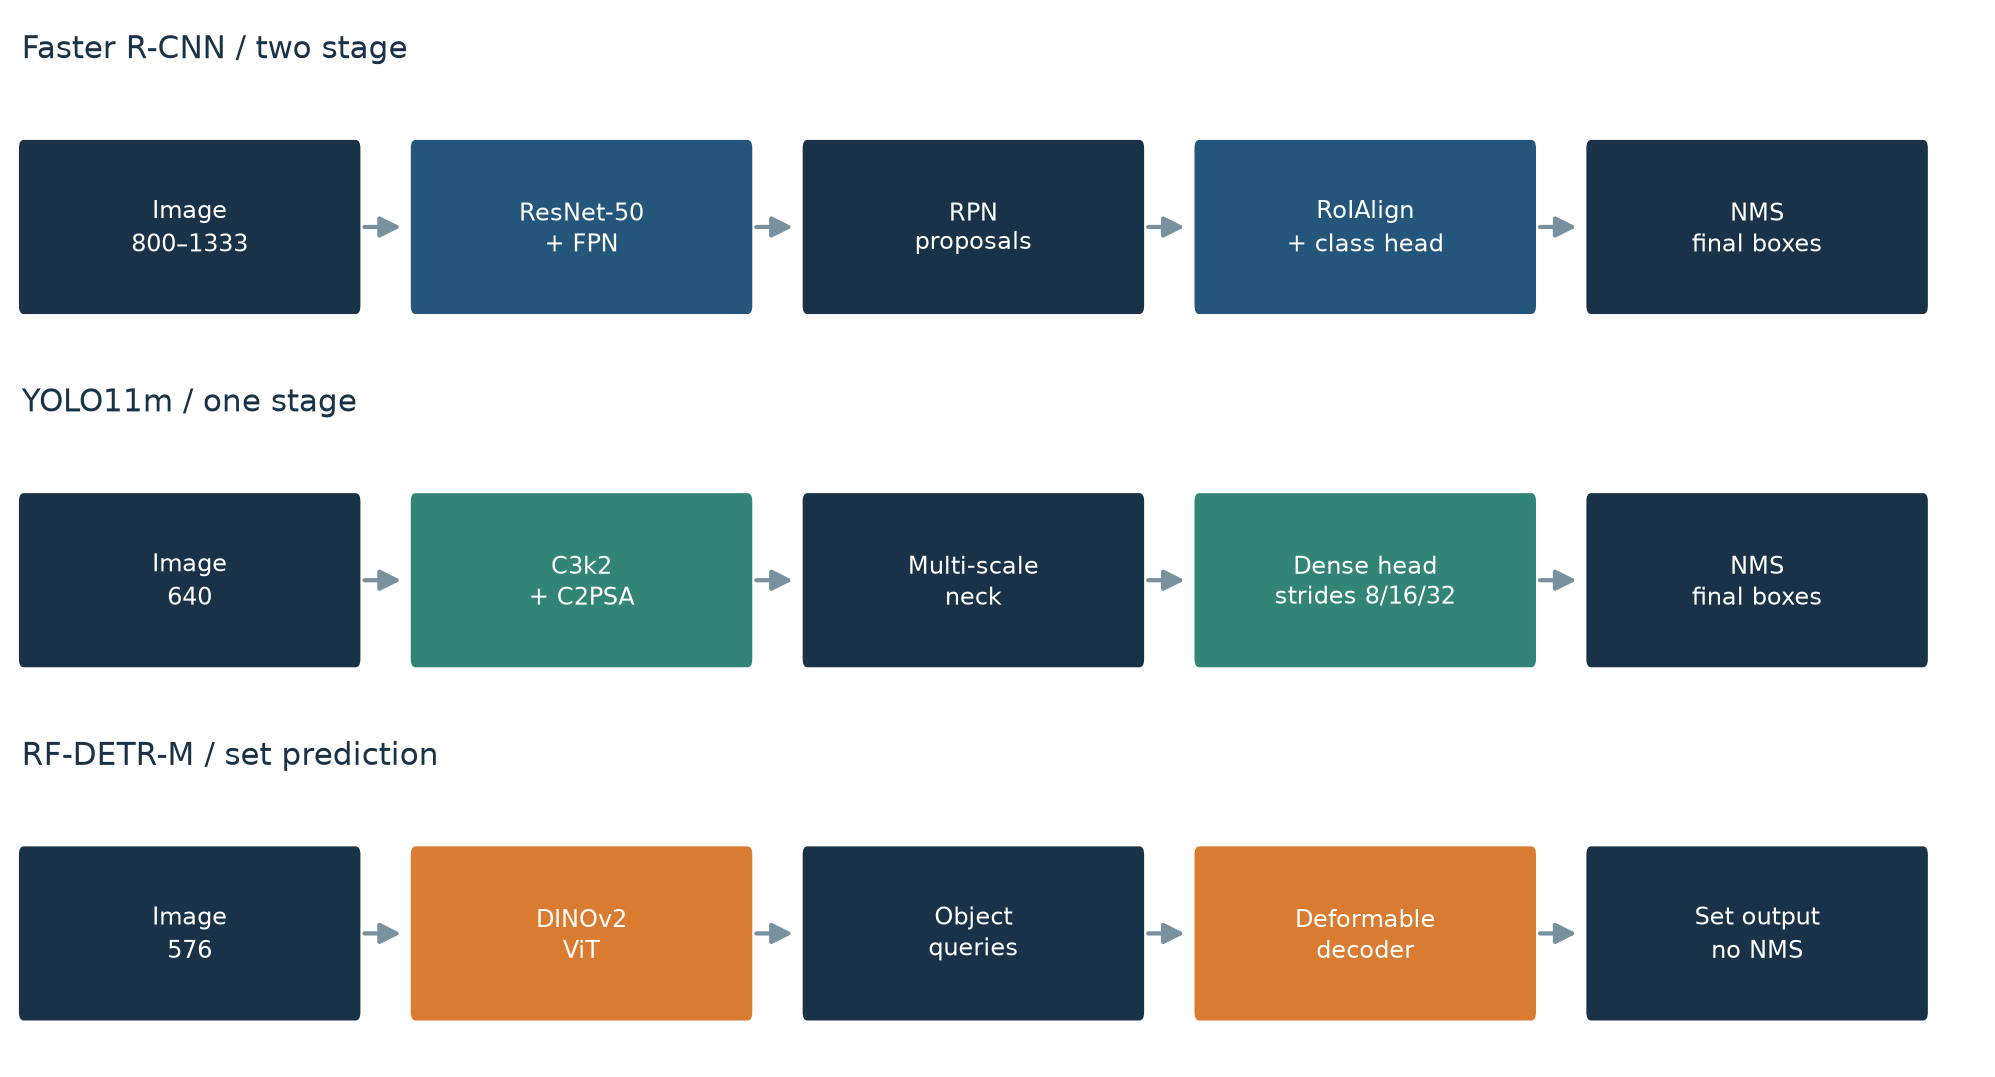 Faster R-CNN / two stage
Image
800–1333
ResNet-50
+ FPN
RPN
proposals
RoIAlign
+ class head
NMS
final boxes
YOLO11m / one stage
Image
640
C3k2
+ C2PSA
Multi-scale
neck
Dense head
strides 8/16/32
NMS
final boxes
RF-DETR-M / set prediction
Image
576
DINOv2
ViT
Object
queries
Deformable
decoder
Set output
no NMS